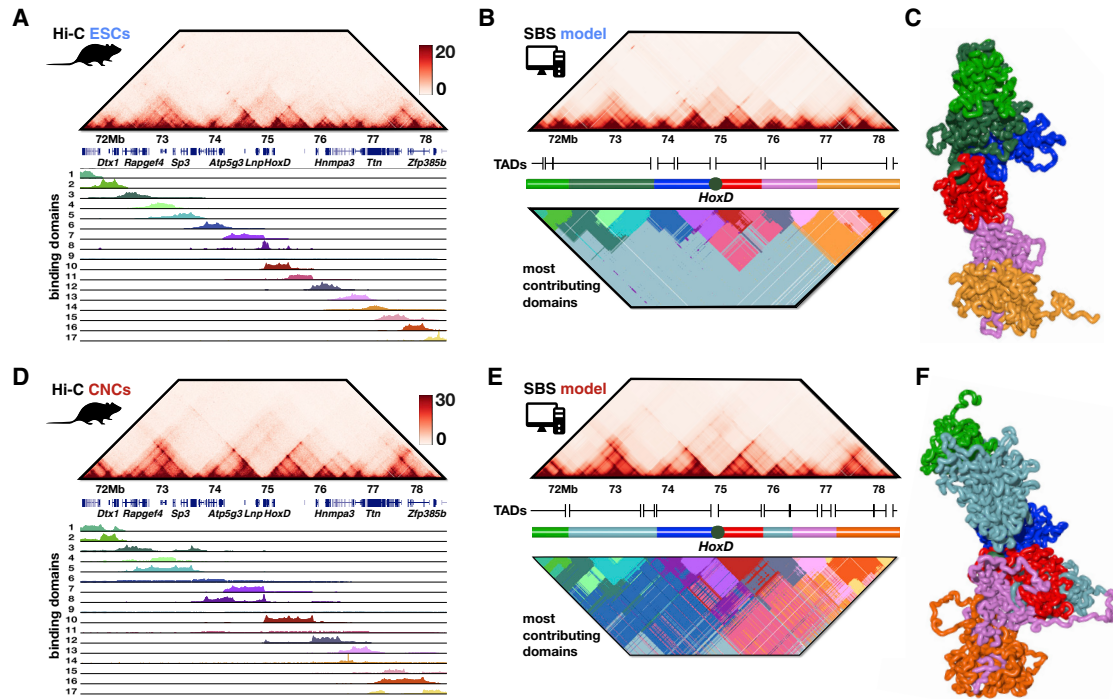 A
Hi-C ESCs
20
0
72Mb 73 74 75 76 77 78
Dtx1 Rapgef4 Sp3 Atp5g3 Lnp HoxD Hnmpa3 Ttn Zfp385b
binding domains
1
2
3
4
5
6
7
8
9
10
11
12
13
14
15
16
17
B
SBS model
72Mb 73 74 75 76 77 78
TADs
HoxD
most
contributing
domains
C
D
Hi-C CNCs
30
0
72Mb 73 74 75 76 77 78
Dtx1 Rapgef4 Sp3 Atp5g3 Lnp HoxD Hnmpa3 Ttn Zfp385b
binding domains
1
2
3
4
5
6
7
8
9
10
11
12
13
14
15
16
17
E
SBS model
72Mb 73 74 75 76 77 78
TADs
HoxD
most
contributing
domains
F